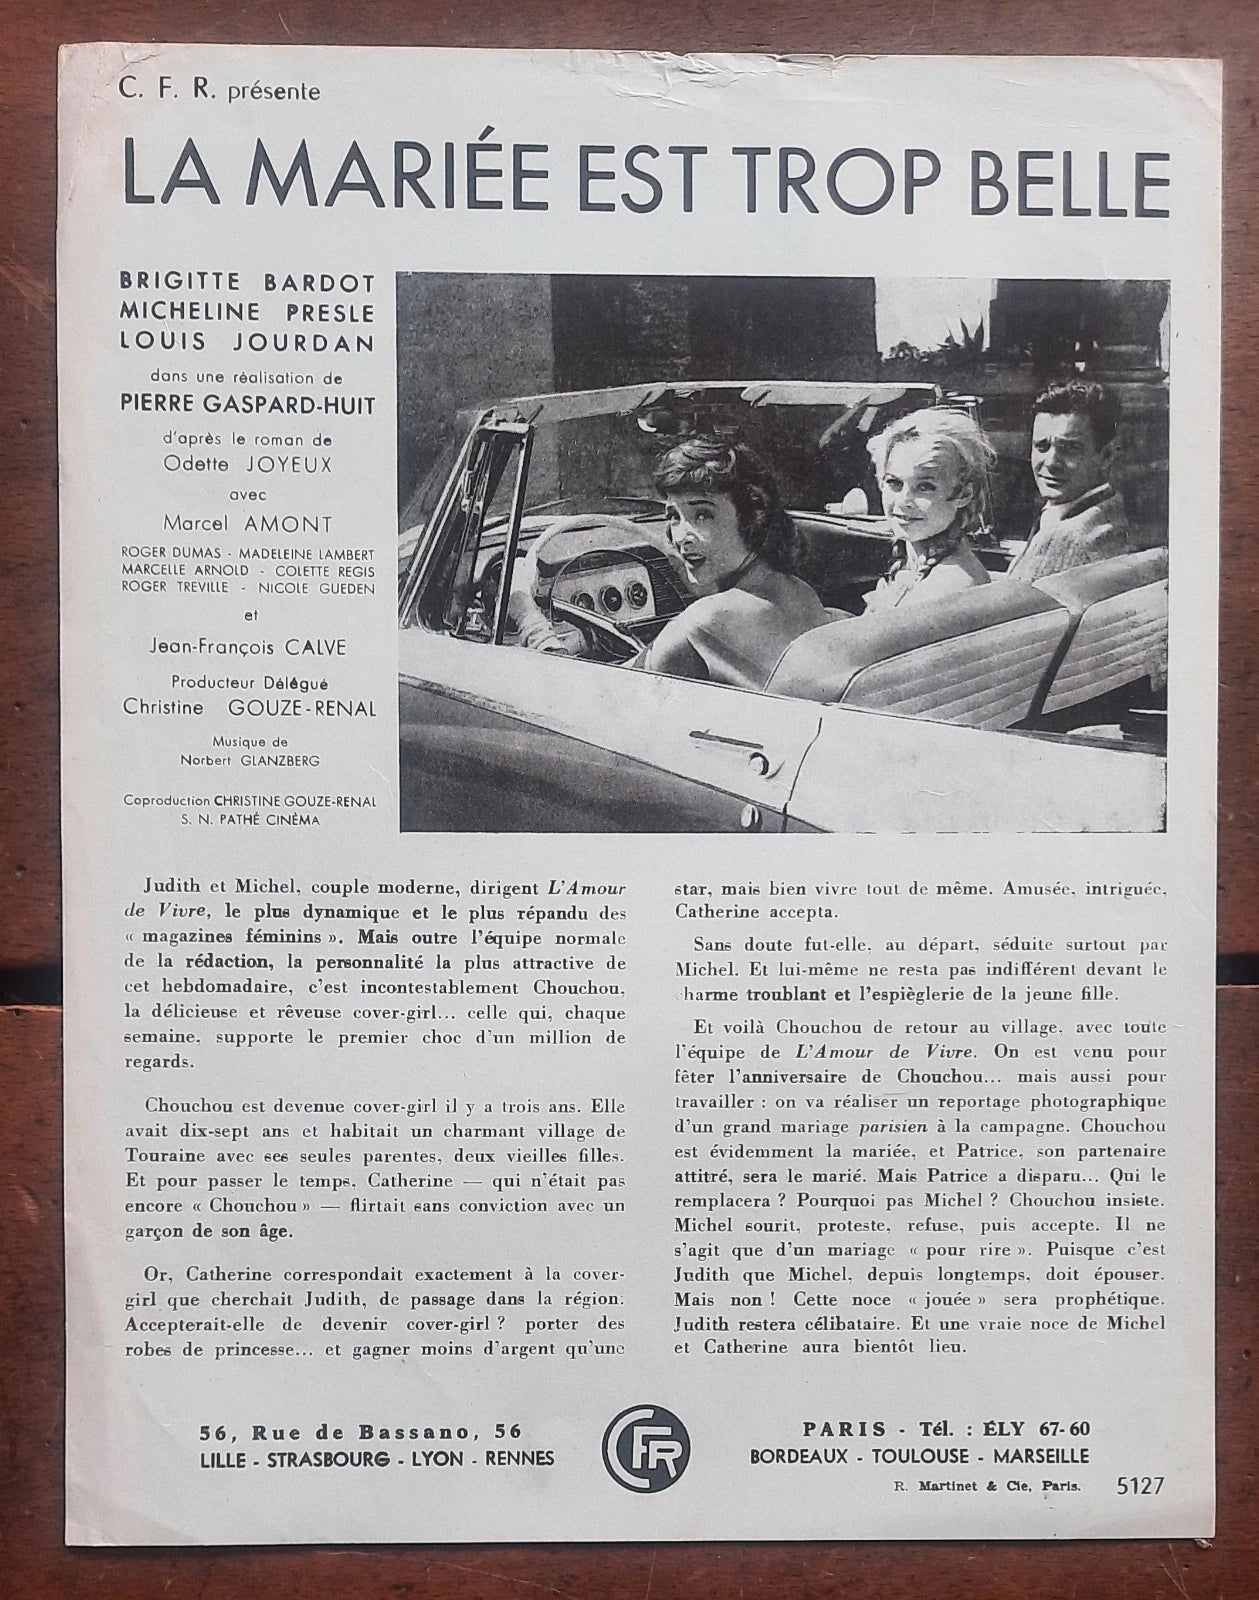 C. F. R. présente
LA MARIÉE EST TROP BELLE
BRIGITTE BARDOT
MICHELINE PRESLE
LOUIS JOURDAN
dans une réalisation de
PIERRE GASPARD-HUIT
d'après le roman de
Odette JOYEUX
avec
Marcel AMONT
ROGER DUMAS - MADELEINE LAMBERT
MARCELLE ARNOLD - COLETTE REGIS
ROGER TREVILLE - NICOLE GUEDEN
et
Jean-François CALVE
Producteur Délégué
Christine GOUZE-RENAL
Musique de
Norbert GLANZBERG
Coproduction CHRISTINE GOUZE-RENAL
S. N. PATHÉ CINÈMA
Judith et Michel, couple moderne, dirigent L'Amour
de Vivre, le plus dynamique et le plus répandu des
« magazines féminins ». Mais outre l'équipe normale
de la rédaction, la personnalité la plus attractive de
cet hebdomadaire, c'est incontestablement Chouchou,
la délicieuse et rêveuse cover-girl... celle qui, chaque
semaine, supporte le premier choc d'un million de
regards.
Chouchou est devenue cover-girl il y a trois ans. Elle
avait dix-sept ans et habitait un charmant village de
Touraine avec ses seules parentes, deux vieilles filles.
Et pour passer le temps, Catherine — qui n'était pas
encore « Chouchou » — flirtait sans conviction avec un
garçon de son âge.
Or, Catherine correspondait exactement à la cover-
girl que cherchait Judith, de passage dans la région.
Accepterait-elle de devenir cover-girl ? porter des
robes de princesse... et gagner moins d'argent qu'une
star, mais bien vivre tout de même. Amusée, intriguée,
Catherine accepta.
Sans doute fut-elle, au départ, séduite surtout par
Michel. Et lui-même ne resta pas indifférent devant le
harme troublant et l'espièglerie de la jeune fille.
Et voilà Chouchou de retour au village, avec toute
l'équipe de L'Amour de Vivre. On est venu pour
fêter l'anniversaire de Chouchou... mais aussi pour
travailler : on va réaliser un reportage photographique
d'un grand mariage parisien à la campagne. Chouchou
est évidemment la mariée, et Patrice, son partenaire
attitré, sera le marié. Mais Patrice a disparu... Qui le
remplacera ? Pourquoi pas Michel ? Chouchou insiste.
Michel sourit, proteste, refuse, puis accepte. Il ne
s'agit que d'un mariage « pour rire ». Puisque c'est
Judith que Michel, depuis longtemps, doit épouser.
Mais non ! Cette noce « jouée » sera prophétique.
Judith restera célibataire. Et une vraie noce de Michel
et Catherine aura bientôt lieu.
56, Rue de Bassano, 56
LILLE - STRASBOURG - LYON - RENNES
CFR
PARIS - Tél. : ÉLY 67-60
BORDEAUX - TOULOUSE - MARSEILLE
R. Martinet & Cie, Paris. 5127